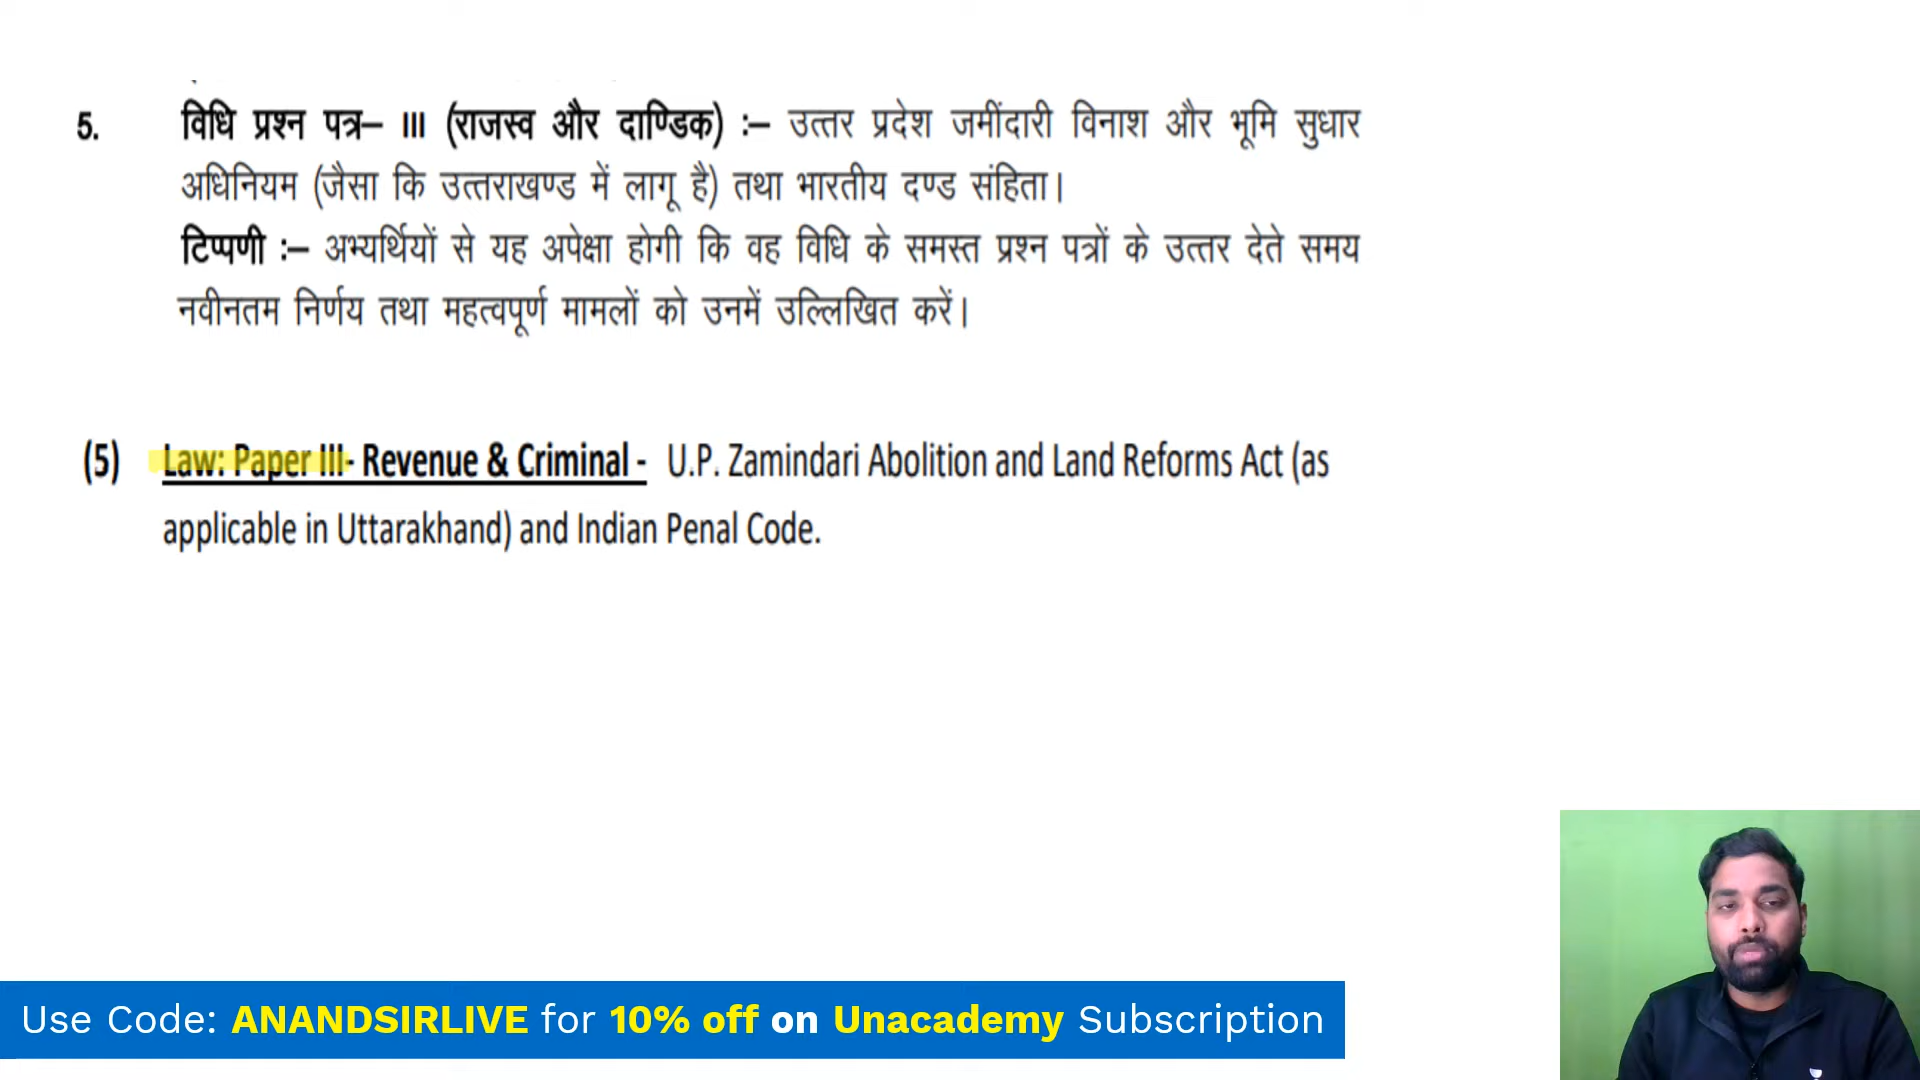 5. विधि प्रश्न पत्र– III (राजस्व और दाण्डिक) :– उत्तर प्रदेश जमींदारी विनाश और भूमि सुधार
अधिनियम (जैसा कि उत्तराखण्ड में लागू है) तथा भारतीय दण्ड संहिता।
टिप्पणी :– अभ्यर्थियों से यह अपेक्षा होगी कि वह विधि के समस्त प्रश्न पत्रों के उत्तर देते समय
नवीनतम निर्णय तथा महत्वपूर्ण मामलों को उनमें उल्लिखित करें।
(5) Law: Paper III- Revenue & Criminal - U.P. Zamindari Abolition and Land Reforms Act (as
applicable in Uttarakhand) and Indian Penal Code.
Use Code: ANANDSIRLIVE for 10% off on Unacademy Subscription